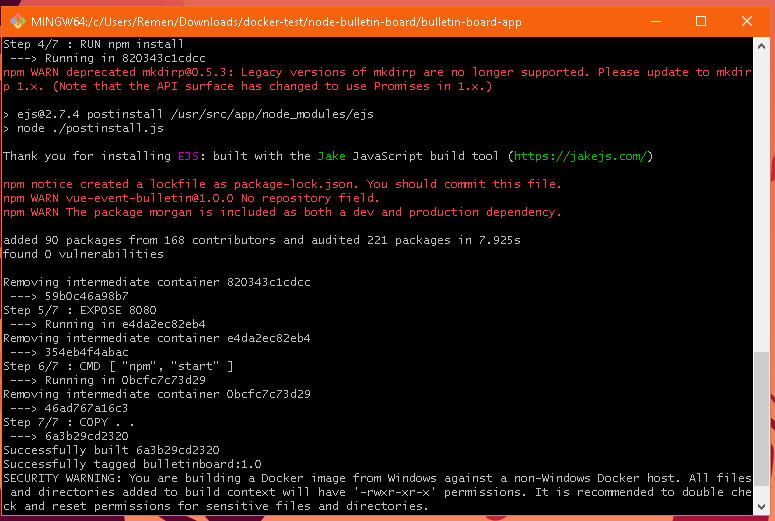 MINGW64:/c/Users/Remen/Downloads/docker-test/node-bulletin-board/bulletin-board-app
Step 4/7 : RUN npm install
 ---> Running in 820343c1cdcc
npm WARN deprecated mkdirp@0.5.3: Legacy versions of mkdirp are no longer supported. Please update to mkdir
p 1.x. (Note that the API surface has changed to use Promises in 1.x.)
> ejs@2.7.4 postinstall /usr/src/app/node_modules/ejs
> node ./postinstall.js
Thank you for installing EJS: built with the Jake JavaScript build tool (https://jakejs.com/)
npm notice created a lockfile as package-lock.json. You should commit this file.
npm WARN vue-event-bulletin@1.0.0 No repository field.
npm WARN The package morgan is included as both a dev and production dependency.
added 90 packages from 168 contributors and audited 221 packages in 7.925s
found 0 vulnerabilities
Removing intermediate container 820343c1cdcc
 ---> 59b0c46a98b7
Step 5/7 : EXPOSE 8080
 ---> Running in e4da2ec82eb4
Removing intermediate container e4da2ec82eb4
 ---> 354eb4f4abac
Step 6/7 : CMD [ "npm", "start" ]
 ---> Running in 0bcfc7c73d29
Removing intermediate container 0bcfc7c73d29
 ---> 46ad767a16c3
Step 7/7 : COPY . .
 ---> 6a3b29cd2320
Successfully built 6a3b29cd2320
Successfully tagged bulletinboard:1.0
SECURITY WARNING: You are building a Docker image from Windows against a non-Windows Docker host. All files
 and directories added to build context will have '-rwxr-xr-x' permissions. It is recommended to double che
ck and reset permissions for sensitive files and directories.